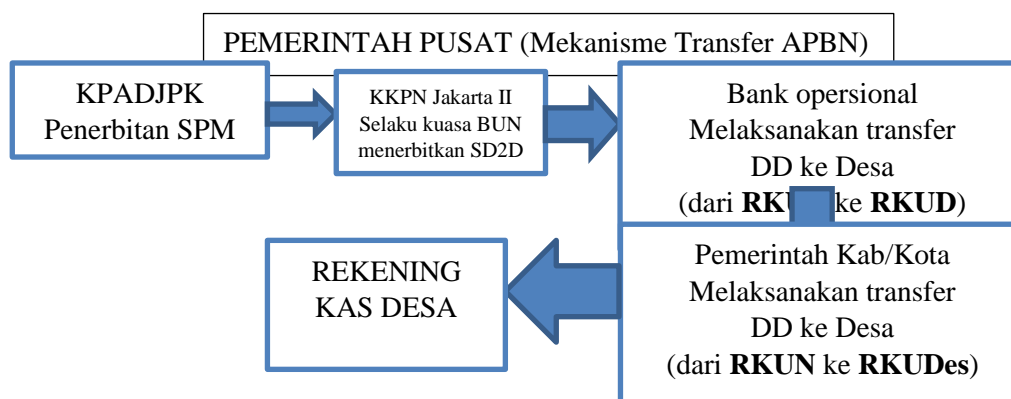 PEMERINTAH PUSAT (Mekanisme Transfer APBN)
KPADJPK
Penerbitan SPM
KKPN Jakarta II
Selaku kuasa BUN
menerbitkan SD2D
Bank opersional
Melaksanakan transfer
DD ke Desa
(dari ke RKUD)
Pemerintah Kab/Kota
Melaksanakan transfer
DD ke Desa
(dari RKUN ke RKUDes)
REKENING
KAS DESA